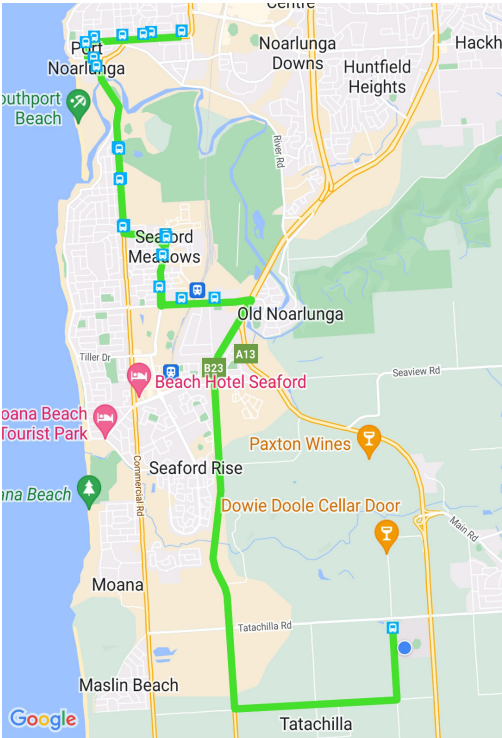 Centre
Port
Noarlunga
Noarlunga
Downs
Hackh
Huntfield
Heights
outhport
Beach
River Rd
Seaford
Meadows
Old Noarlunga
Tiller Dr
A13
B23
Beach Hotel Seaford
Seaview Rd
oana Beach
Tourist Park
Paxton Wines
Seaford Rise
ana Beach
Commercial Rd
Dowie Doole Cellar Door
Main Rd
Moana
Tatachilla Rd
Maslin Beach
Google
Tatachilla